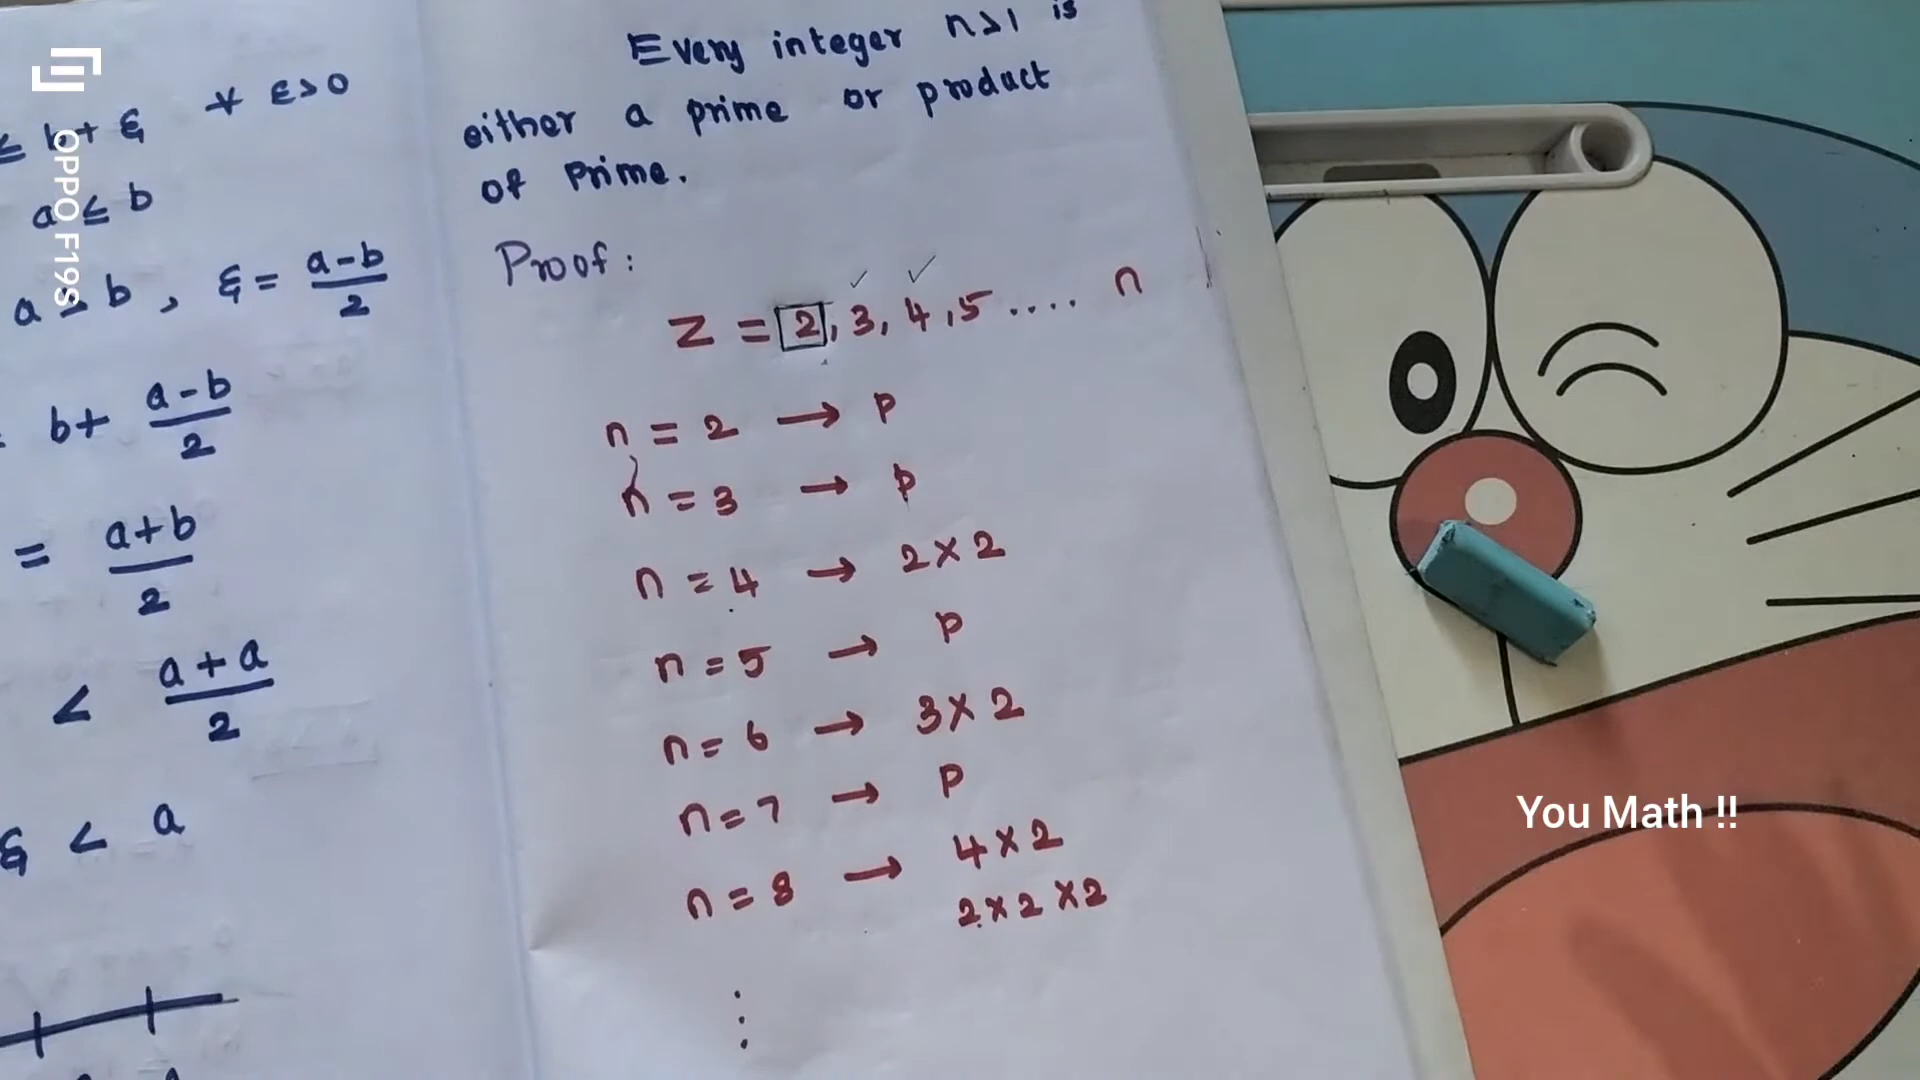 ≤ b+ε ∀ ε>0
a ≤ b
a > b, ε = a-b/2
b+ a-b/2
= a+b/2
< a+a/2
ε < a
Every integer n>1 is
either a prime or product
of Prime.
Proof:
Z = 2, 3, 4, 5 .... n
n = 2 → P
n = 3 → P
n = 4 → 2×2
n = 5 → P
n = 6 → 3×2
n = 7 → P
n = 8 → 4×2
2×2×2
OPPO F19S
You Math !!